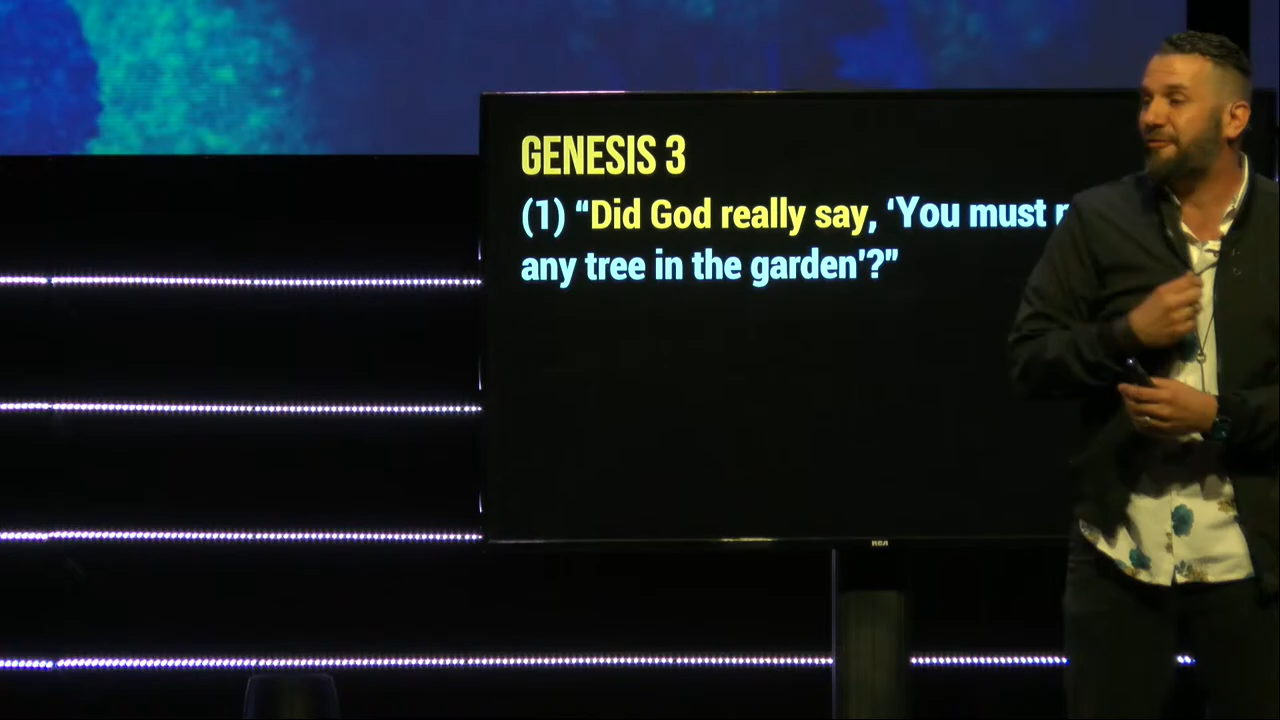 GENESIS 3
(1) “Did God really say, ‘You must
any tree in the garden’?”
RCA